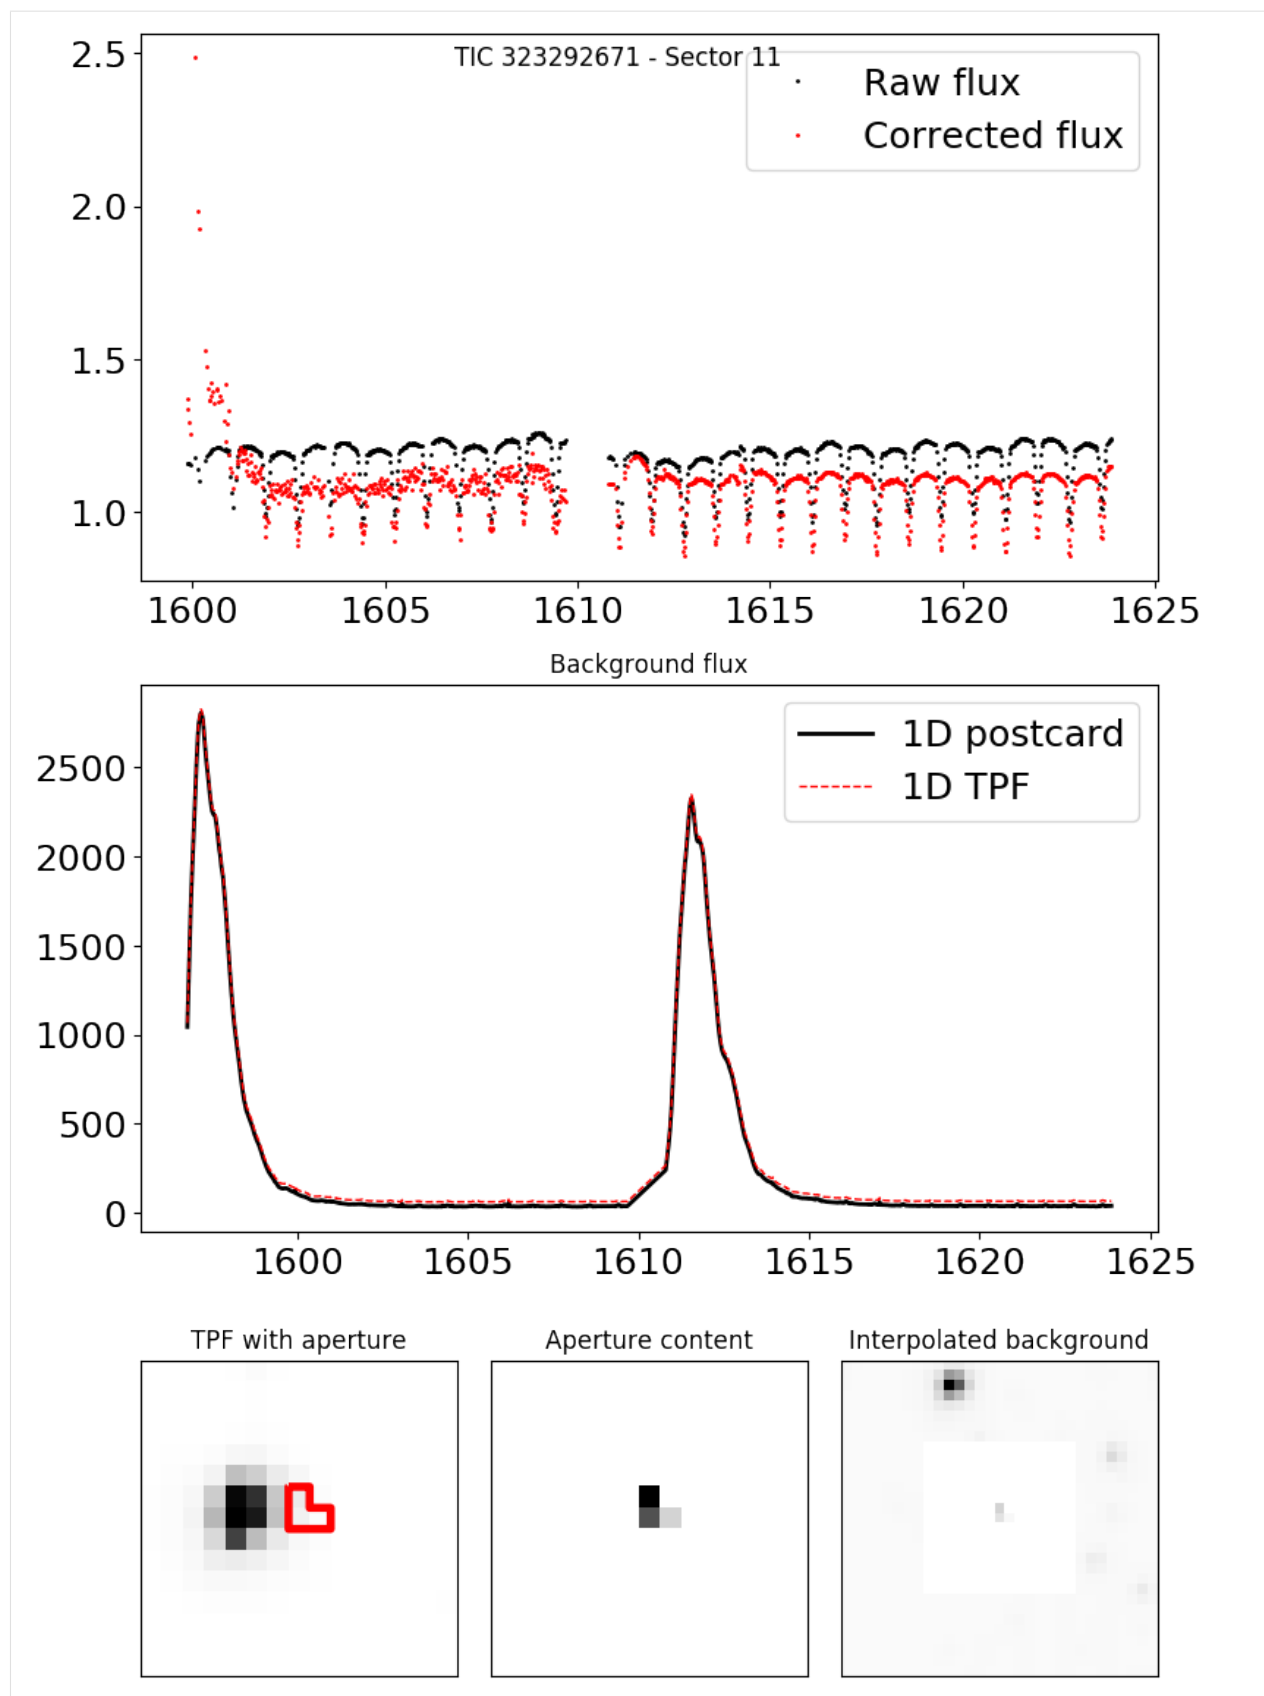 TIC 323292671 - Sector 11
Raw flux
Corrected flux
2.5
2.0
1.5
1.0
1600 1605 1610 1615 1620 1625
Background flux
1D postcard
1D TPF
2500
2000
1500
1000
500
0
1600 1605 1610 1615 1620 1625
TPF with aperture Aperture content Interpolated background